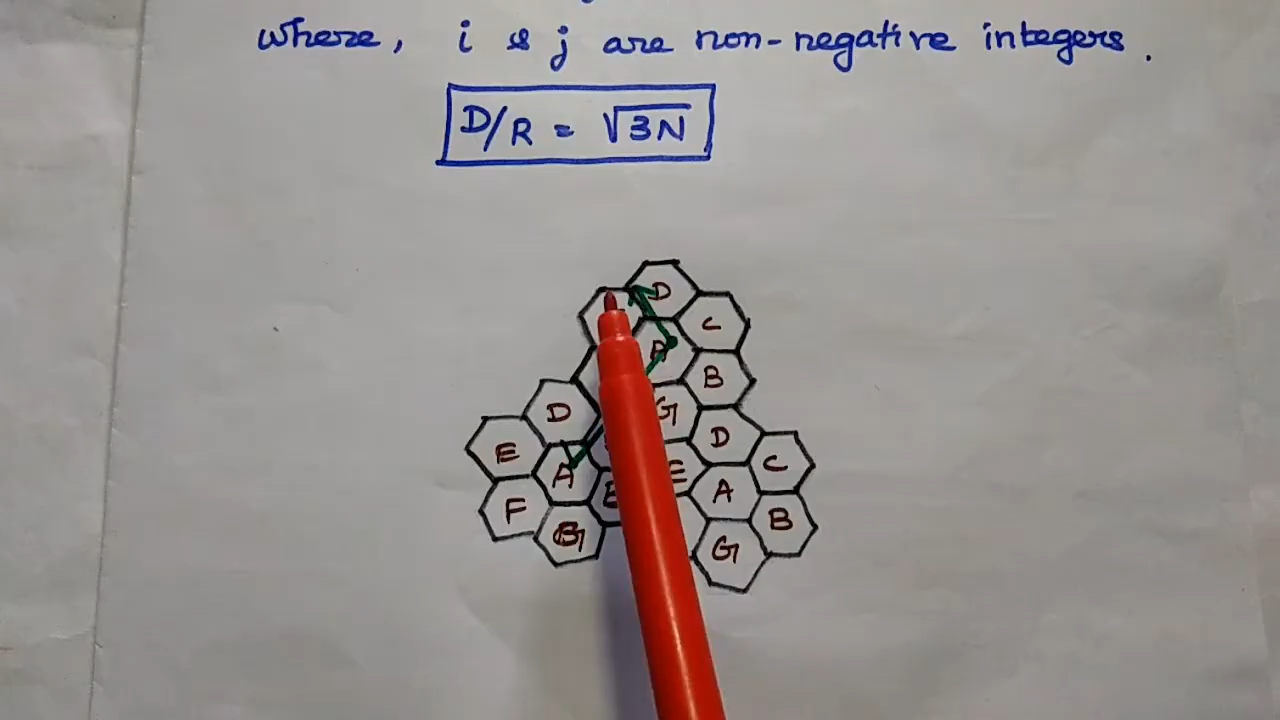 where, i & j are non-negative integers.
D/R = √3N
D
C
B
D
G
D
E
C
E
A
A
F
B
G
G